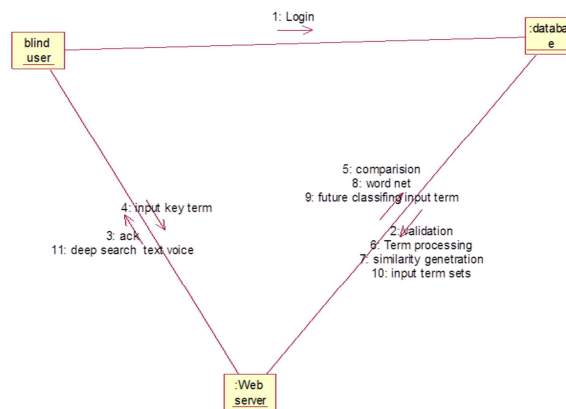 1: Login
blind
user
:databa
e
5: comparision
8: word net
9: future classifing input term
4: input key term
3: ack
11: deep search text voice
2: validation
6: Term processing
7: similarity genetration
10: input term sets
:Web
server